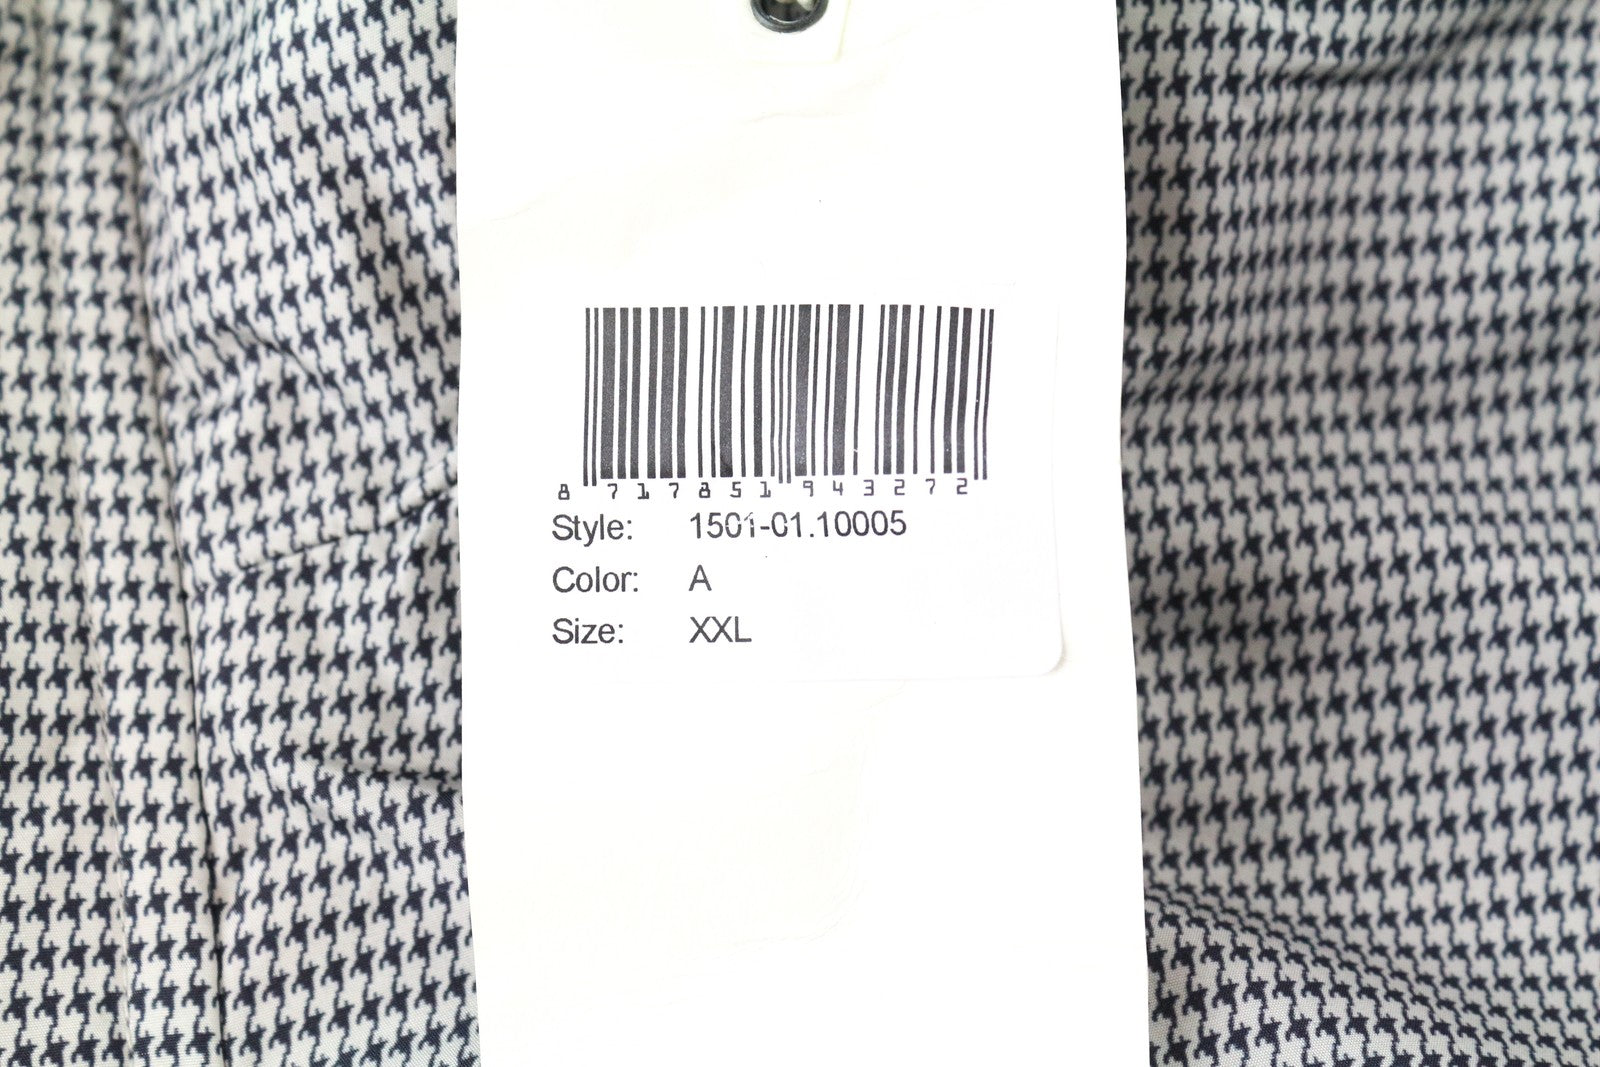 8 717851 943272
Style: 1501-01.10005
Color: A
Size: XXL